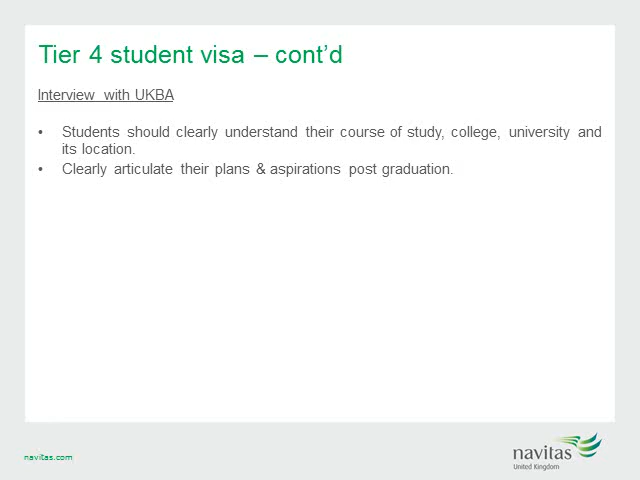 Tier 4 student visa – cont’d
Interview with UKBA
• Students should clearly understand their course of study, college, university and
its location.
• Clearly articulate their plans & aspirations post graduation.
navitas.com
navitas
United Kingdom